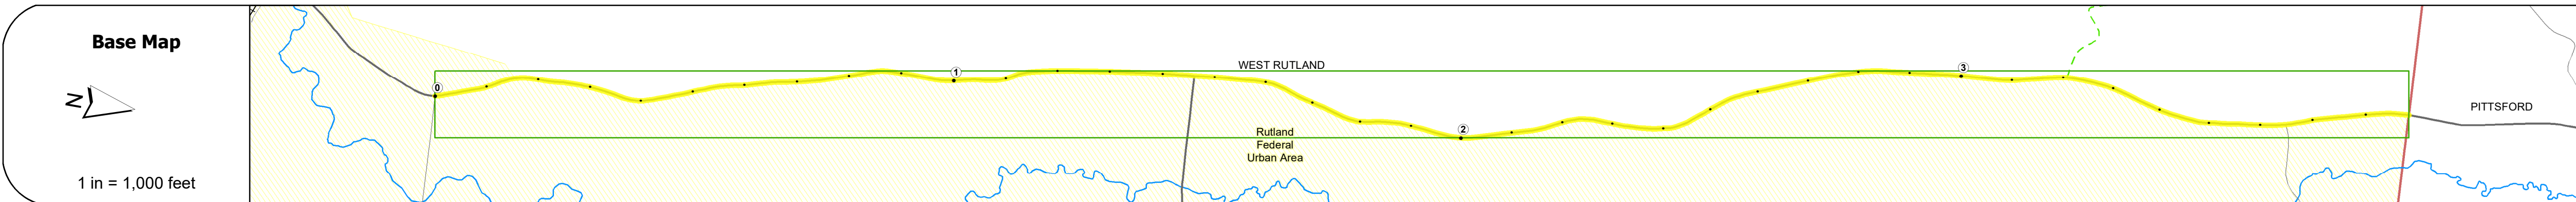 Base Map
N
1 in = 1,000 feet
0
1
WEST RUTLAND
Rutland
Federal
Urban Area
2
3
PITTSFORD